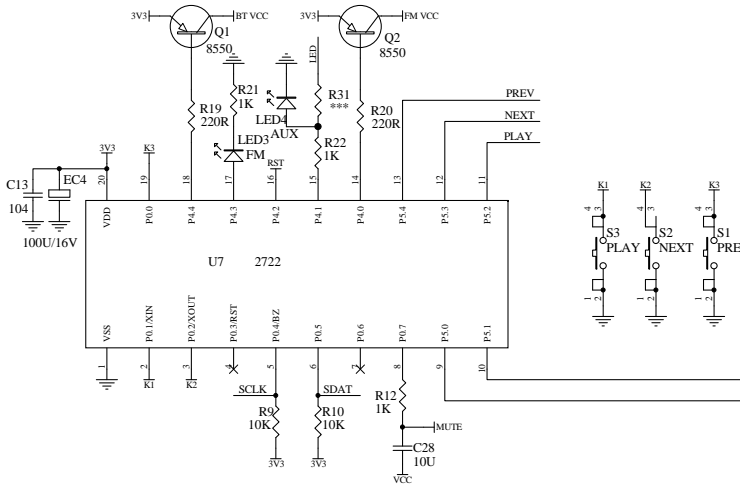 3V3
BT VCC
Q1
8550
3V3
FM VCC
Q2
8550
LED
R19
220R
R21
1K
LED3
FM
LED4
AUX
R31
***
R22
1K
R20
220R
PREV
NEXT
PLAY
3V3
K3
RST
C13
104
EC4
100U/16V
20
19
18
17
16
15
14
13
12
11
VDD
P0.0
P4.4
P4.3
P4.2
P4.1
P4.0
P5.4
P5.3
P5.2
U7 2722
VSS
P0.1/XIN
P0.2/XOUT
P0.3/RST
P0.4/BZ
P0.5
P0.6
P0.7
P5.0
P5.1
1
2
3
4
5
6
7
8
9
10
K1
K2
SCLK
R9
10K
3V3
SDAT
R10
10K
3V3
R12
1K
MUTE
C28
10U
VCC
K1
4
3
S3
PLAY
1
2
K2
4
3
S2
NEXT
1
2
K3
4
3
S1
PRE
1
2